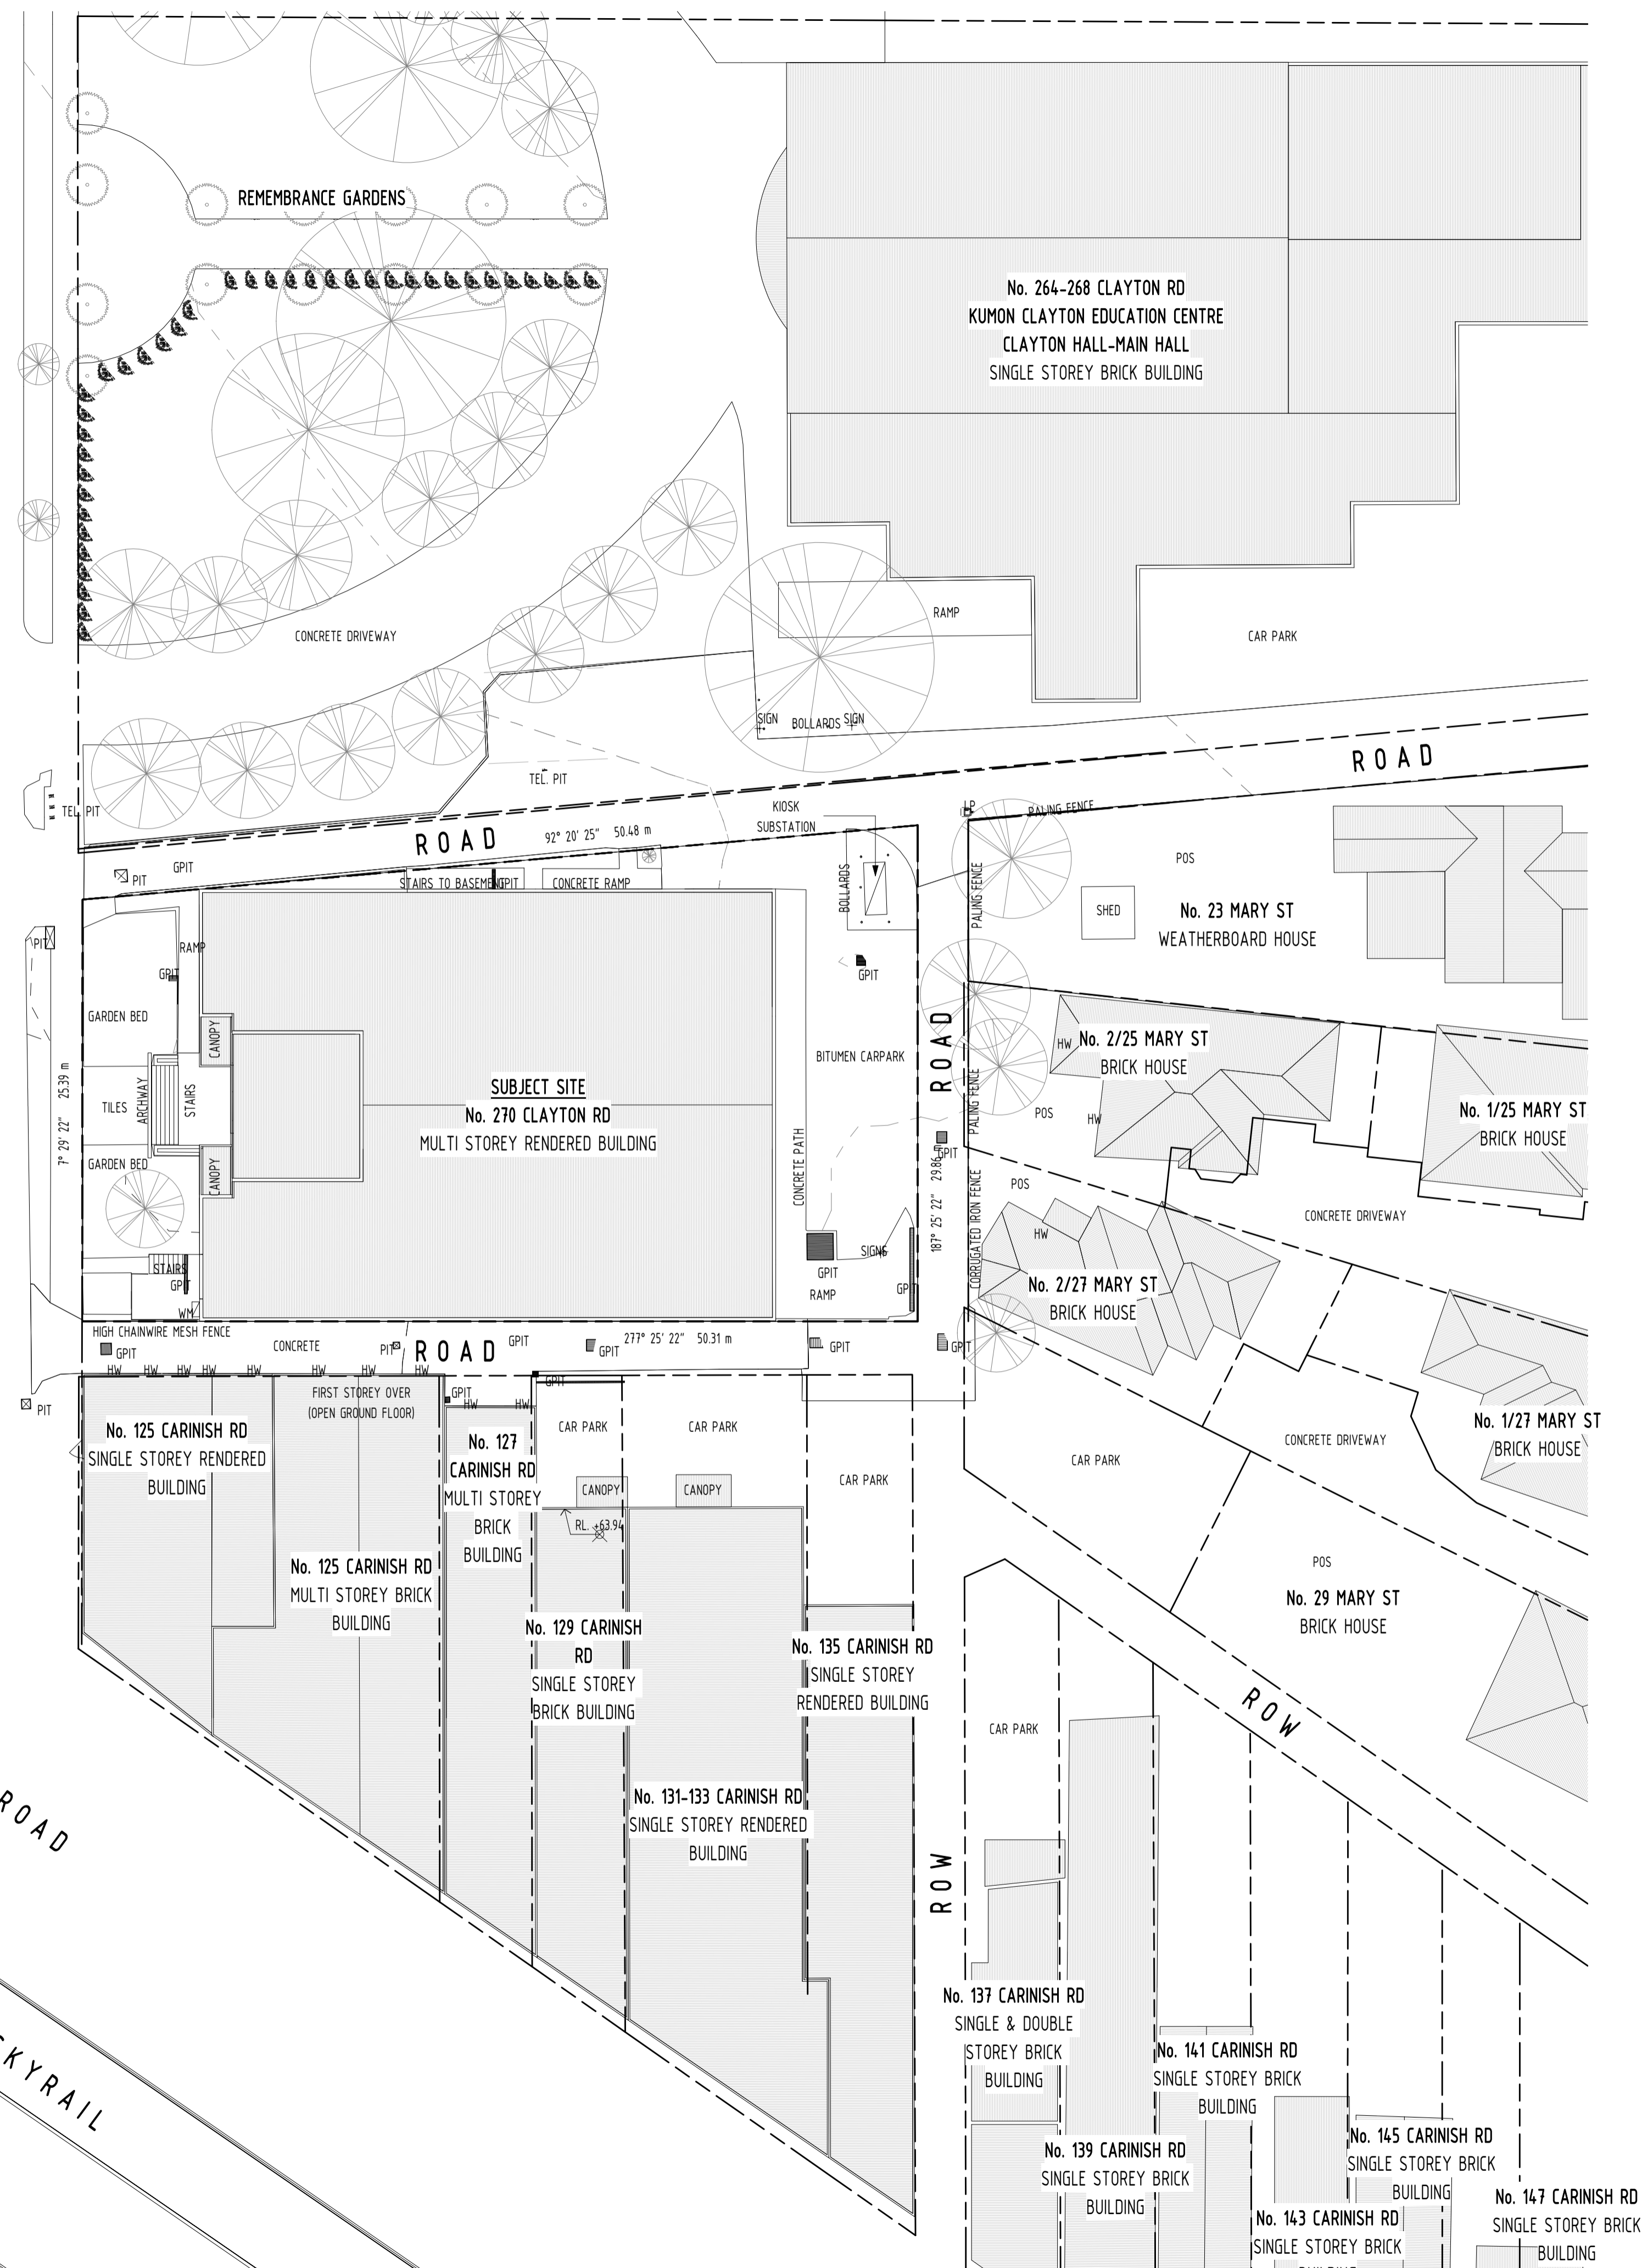 REMEMBRANCE GARDENS
No. 264-268 CLAYTON RD
KUMON CLAYTON EDUCATION CENTRE
CLAYTON HALL-MAIN HALL
SINGLE STOREY BRICK BUILDING
RAMP
CONCRETE DRIVEWAY
CAR PARK
SIGN
BOLLARDS
SIGN
ROAD
TEL. PIT
TEL. PIT
KIOSK
SUBSTATION
LP
PALING FENCE
ROAD
92° 20' 25" 50.48 m
GPIT
PIT
STAIRS TO BASEMENT
GPIT
CONCRETE RAMP
BOLLARDS
PALING FENCE
POS
SHED
No. 23 MARY ST
WEATHERBOARD HOUSE
PIT
RAMP
GPIT
GPIT
GARDEN BED
CANOPY
ROAD
HW
No. 2/25 MARY ST
BRICK HOUSE
BITUMEN CARPARK
SUBJECT SITE
No. 270 CLAYTON RD
MULTI STOREY RENDERED BUILDING
7° 29' 22" 25.39 m
TILES
ARCHWAY
STAIRS
PALING FENCE
POS
HW
No. 1/25 MARY ST
BRICK HOUSE
GARDEN BED
CANOPY
CONCRETE PATH
GPIT
187° 25' 22" 29.86 m
CORRUGATED IRON FENCE
POS
CONCRETE DRIVEWAY
HW
STAIRS
GPIT
SIGNS
GPIT
RAMP
GPIT
No. 2/27 MARY ST
BRICK HOUSE
WM
HIGH CHAINWIRE MESH FENCE
CONCRETE
GPIT
PIT
ROAD
GPIT
GPIT
277° 25' 22" 50.31 m
GPIT
GPIT
HW
HW
HW
HW
HW
HW
HW
HW
PIT
FIRST STOREY OVER
(OPEN GROUND FLOOR)
GPIT
GPIT
HW
HW
CAR PARK
CAR PARK
CAR PARK
CAR PARK
CONCRETE DRIVEWAY
No. 1/27 MARY ST
BRICK HOUSE
No. 125 CARINISH RD
SINGLE STOREY RENDERED
BUILDING
No. 127
CARINISH RD
MULTI STOREY
BRICK
BUILDING
CANOPY
CANOPY
RL. +63.94
No. 125 CARINISH RD
MULTI STOREY BRICK
BUILDING
POS
No. 29 MARY ST
BRICK HOUSE
No. 129 CARINISH
RD
SINGLE STOREY
BRICK BUILDING
No. 135 CARINISH RD
SINGLE STOREY
RENDERED BUILDING
ROW
CAR PARK
No. 131-133 CARINISH RD
SINGLE STOREY RENDERED
BUILDING
ROAD
ROW
No. 137 CARINISH RD
SINGLE & DOUBLE
STOREY BRICK
BUILDING
SKYRAIL
No. 141 CARINISH RD
SINGLE STOREY BRICK
BUILDING
No. 139 CARINISH RD
SINGLE STOREY BRICK
BUILDING
No. 145 CARINISH RD
SINGLE STOREY BRICK
BUILDING
No. 143 CARINISH RD
SINGLE STOREY BRICK
No. 147 CARINISH RD
SINGLE STOREY BRICK
BUILDING